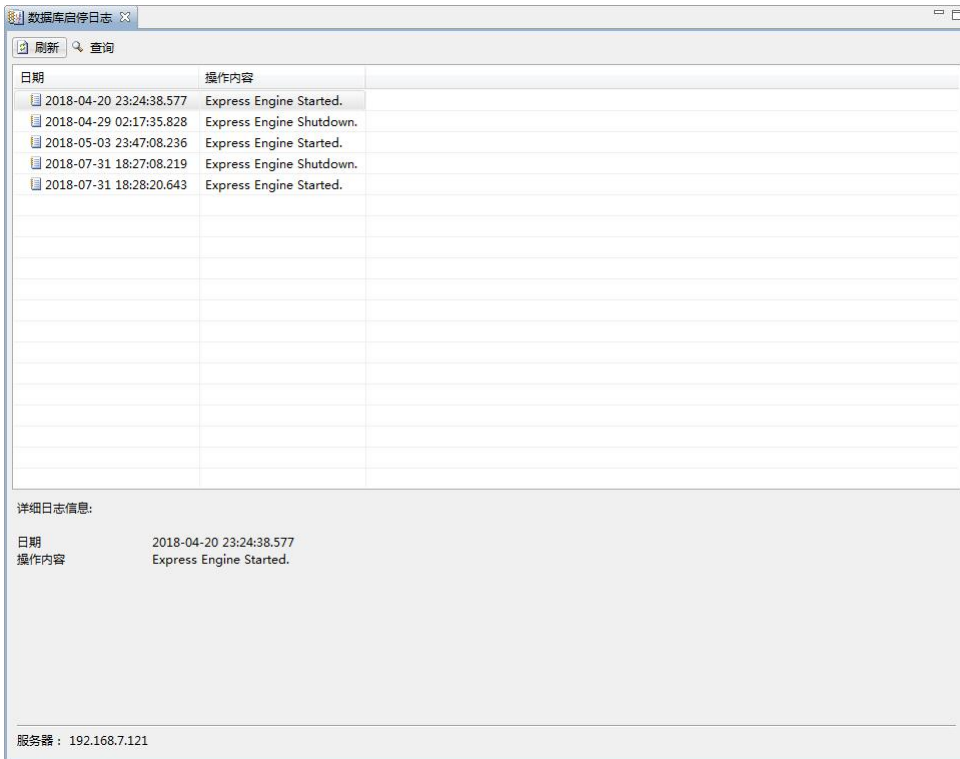 数据库启停日志
刷新 查询
日期 操作内容
2018-04-20 23:24:38.577 Express Engine Started.
2018-04-29 02:17:35.828 Express Engine Shutdown.
2018-05-03 23:47:08.236 Express Engine Started.
2018-07-31 18:27:08.219 Express Engine Shutdown.
2018-07-31 18:28:20.643 Express Engine Started.
详细日志信息:
日期 2018-04-20 23:24:38.577
操作内容 Express Engine Started.
服务器： 192.168.7.121